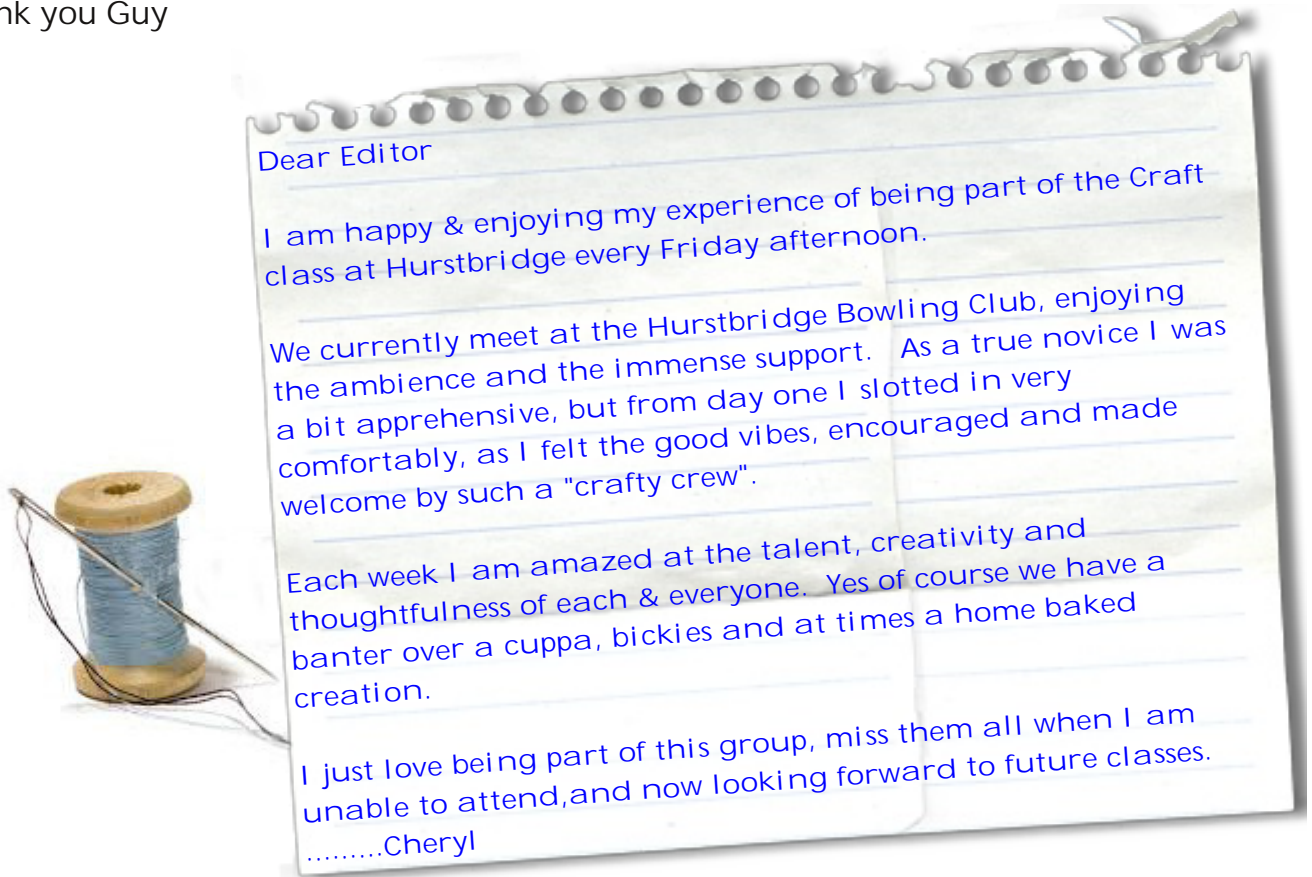 you Guy
Dear Editor
I am happy & enjoying my experience of being part of the Craft
class at Hurstbridge every Friday afternoon.
We currently meet at the Hurstbridge Bowling Club, enjoying
the ambience and the immense support. As a true novice I was
a bit apprehensive, but from day one I slotted in very
comfortably, as I felt the good vibes, encouraged and made
welcome by such a "crafty crew".
Each week I am amazed at the talent, creativity and
thoughtfulness of each & everyone. Yes of course we have a
banter over a cuppa, bickies and at times a home baked
creation.
I just love being part of this group, miss them all when I am
unable to attend,and now looking forward to future classes.
.........Cheryl